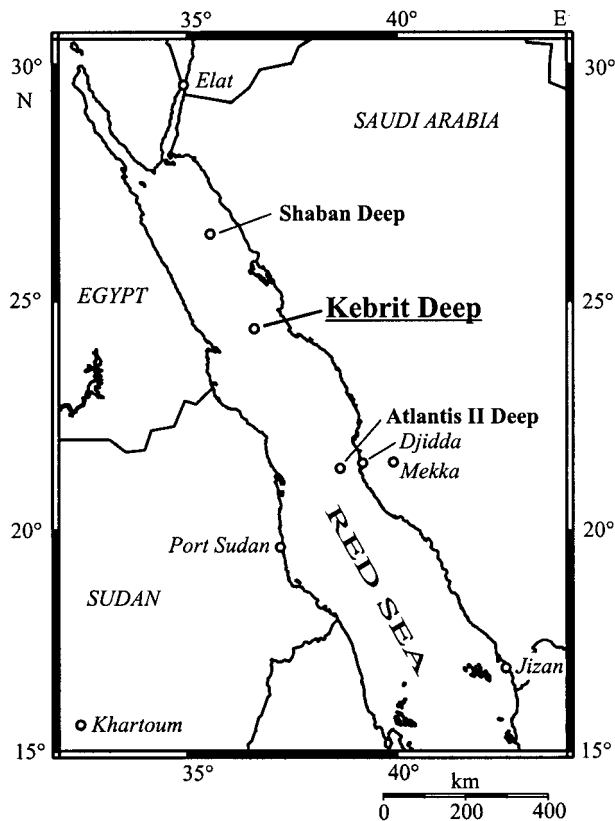 35°
40°
E
30°
30°
N
Elat
SAUDI ARABIA
Shaban Deep
EGYPT
25°
25°
Kebrit Deep
Atlantis II Deep
Djidda
Mekka
20°
20°
RED SEA
Port Sudan
SUDAN
Jizan
Khartoum
15°
15°
35°
40°
km
0 200 400